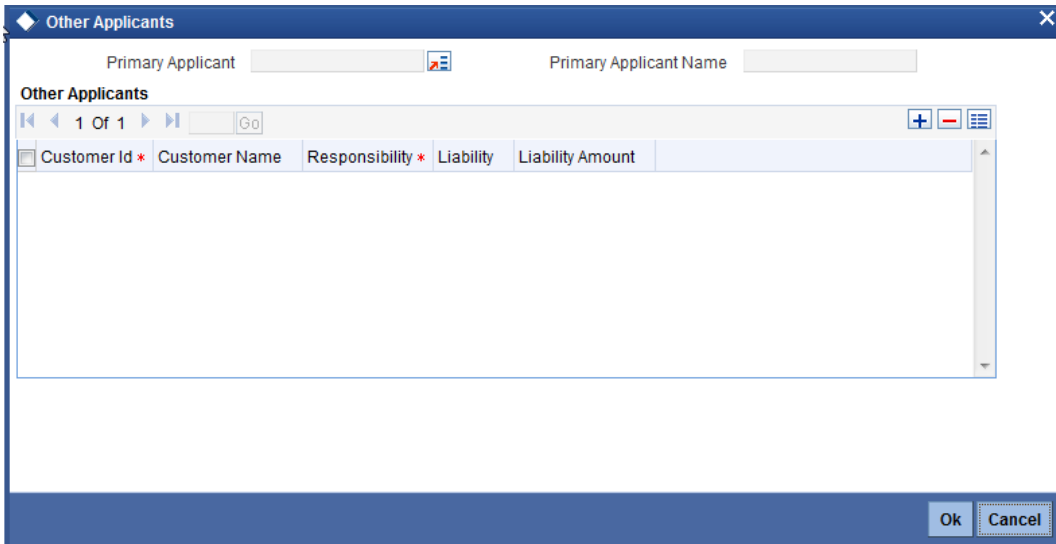 Other Applicants
Primary Applicant Primary Applicant Name
Other Applicants
1 Of 1 Go
Customer Id * Customer Name Responsibility * Liability Liability Amount
Ok Cancel